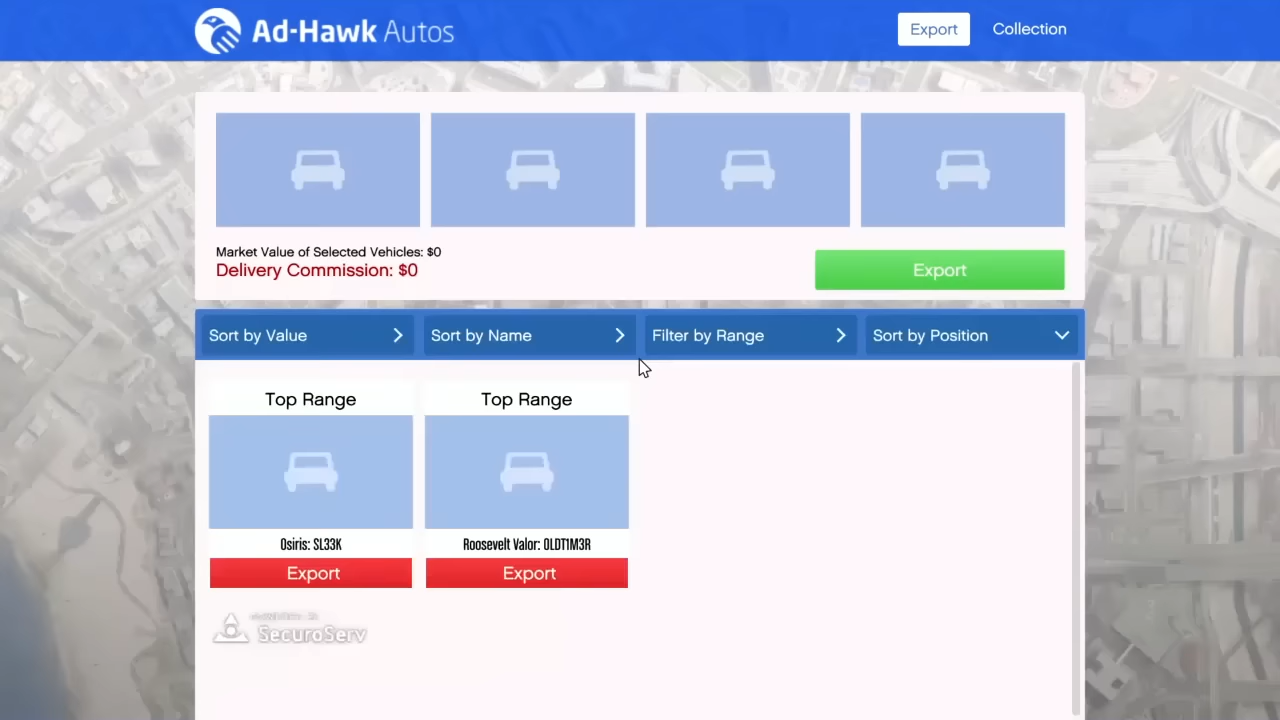 Ad-Hawk Autos
Export
Collection
Market Value of Selected Vehicles: $0
Delivery Commission: $0
Export
Sort by Value
Sort by Name
Filter by Range
Sort by Position
Top Range
Top Range
Osiris: SL33K
Roosevelt Valor: 0LDT1M3R
Export
Export
SecuroServ